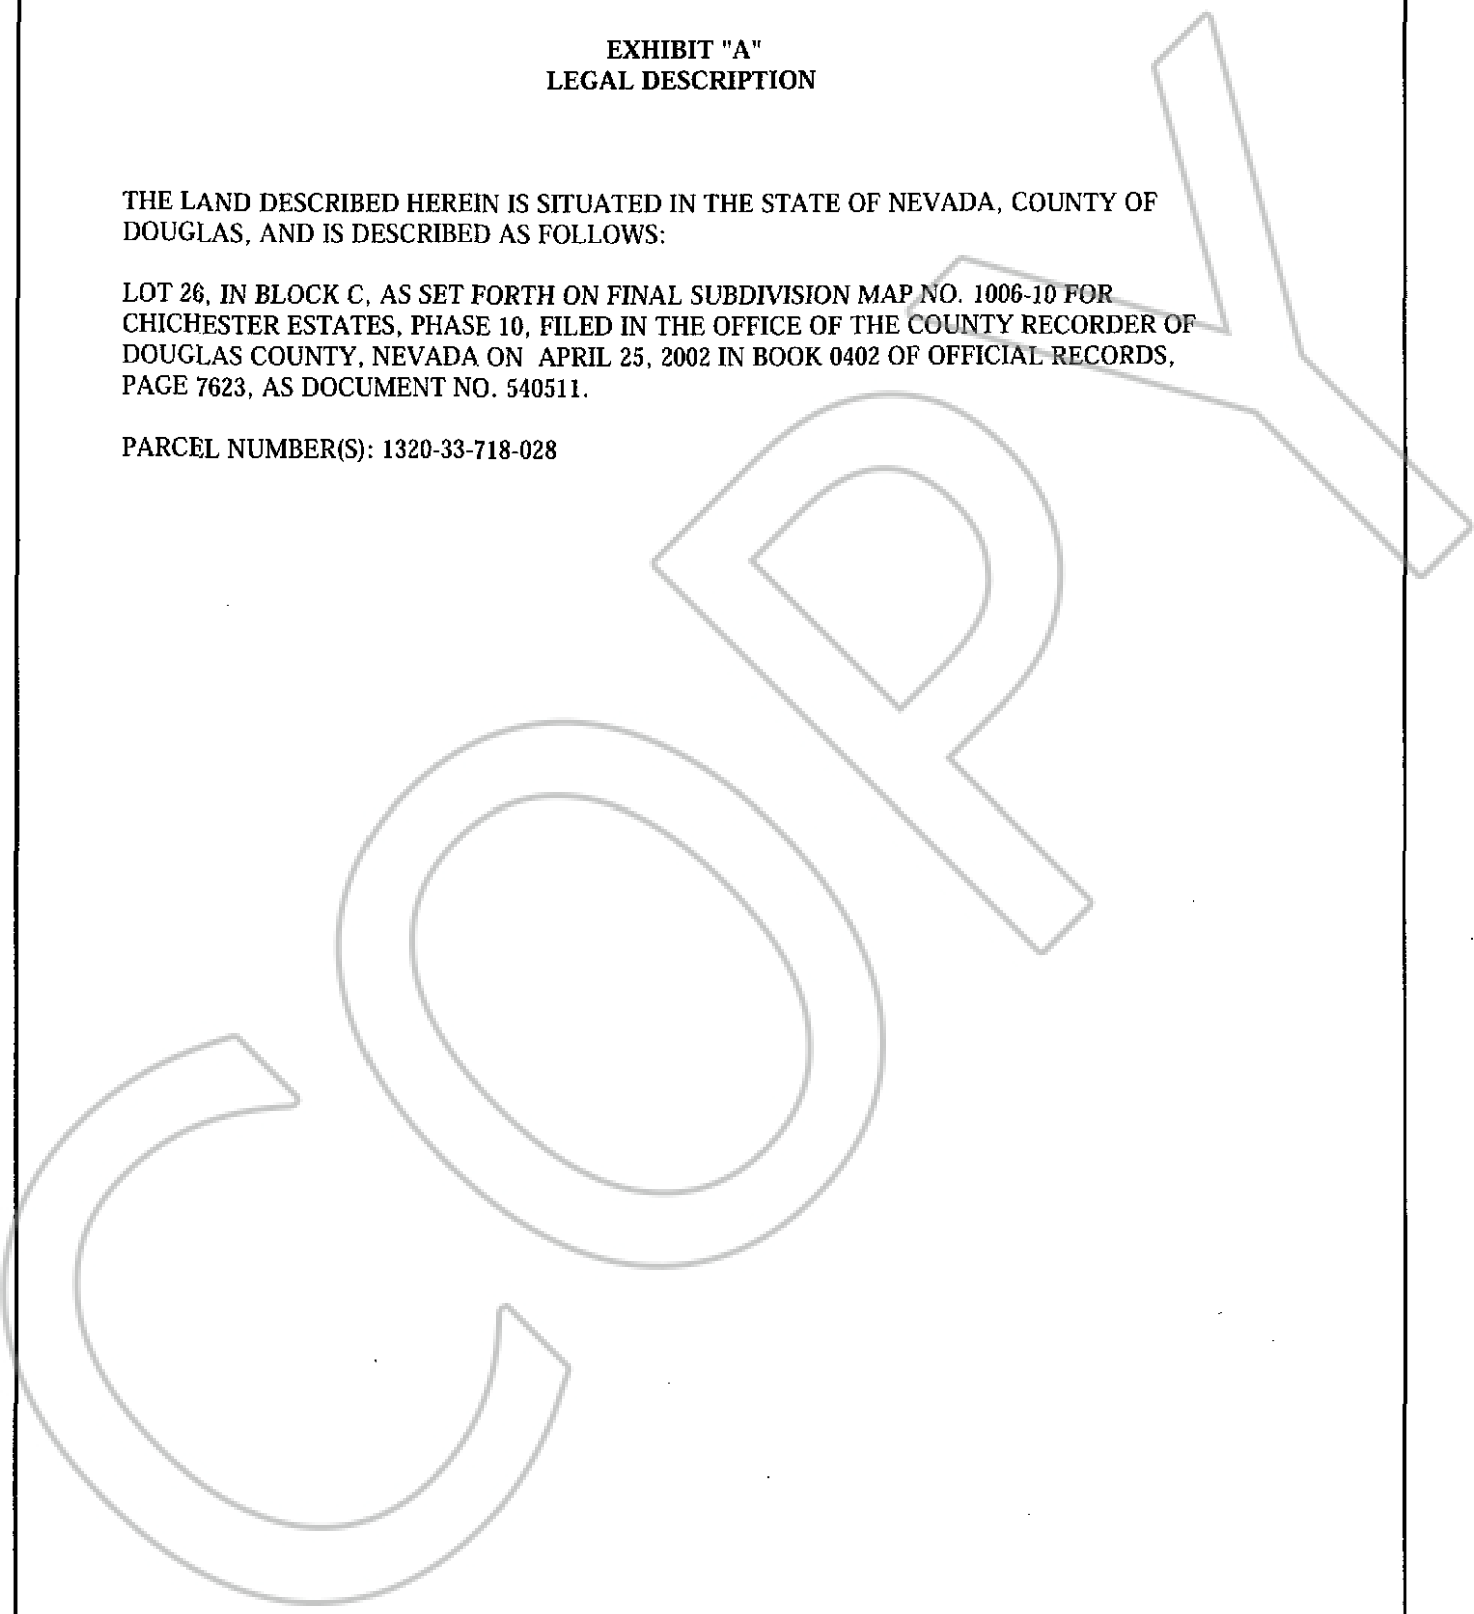 EXHIBIT "A"
LEGAL DESCRIPTION
THE LAND DESCRIBED HEREIN IS SITUATED IN THE STATE OF NEVADA, COUNTY OF
DOUGLAS, AND IS DESCRIBED AS FOLLOWS:
LOT 26, IN BLOCK C, AS SET FORTH ON FINAL SUBDIVISION MAP NO. 1006-10 FOR
CHICHESTER ESTATES, PHASE 10, FILED IN THE OFFICE OF THE COUNTY RECORDER OF
DOUGLAS COUNTY, NEVADA ON APRIL 25, 2002 IN BOOK 0402 OF OFFICIAL RECORDS,
PAGE 7623, AS DOCUMENT NO. 540511.
PARCEL NUMBER(S): 1320-33-718-028
COPY